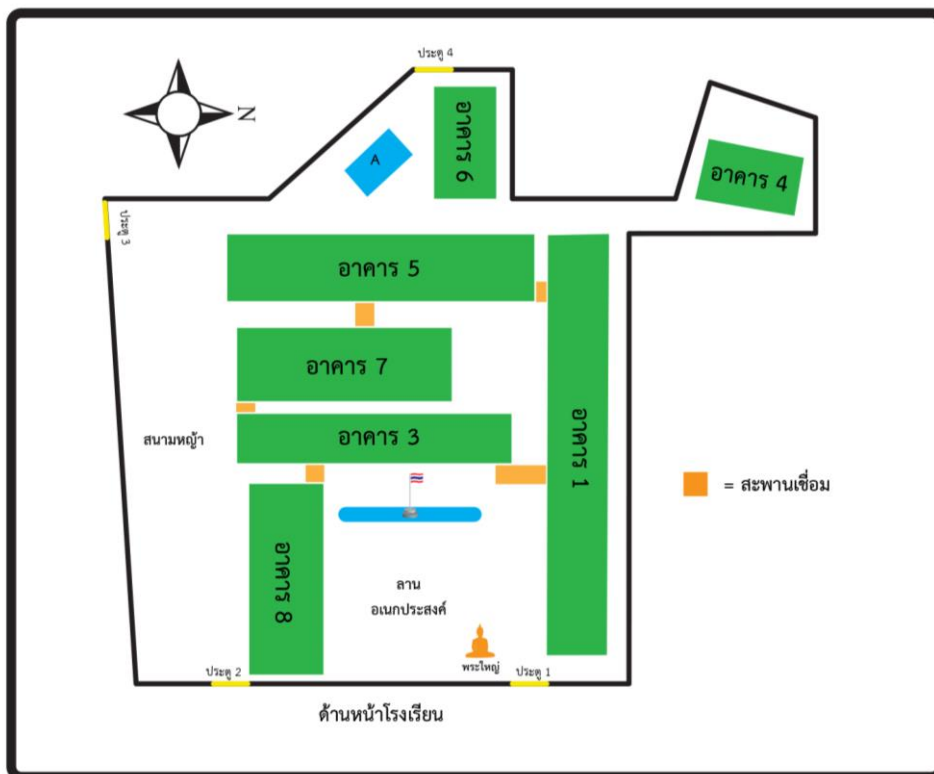 ประตู 4
N
A
อาคาร 6
อาคาร 4
ประตู 3
อาคาร 5
อาคาร 7
สนามหญ้า
อาคาร 3
อาคาร 1
= สะพานเชื่อม
อาคาร 8
ลาน
อเนกประสงค์
พระใหญ่
ประตู 2
ประตู 1
ด้านหน้าโรงเรียน